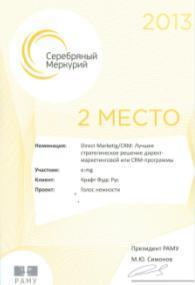 2013
Серебряный
Меркурий
2 МЕСТО
Номинация: Direct Marketig/CRM: Лучшее
стратегическое решение директ-
маркетинговой или CRM-программы
Участник: e:mg
Клиент: Крафт Фудс Рус
Проект: Голос нежности
Президент РАМУ
М.Ю. Симонов
РАМУ